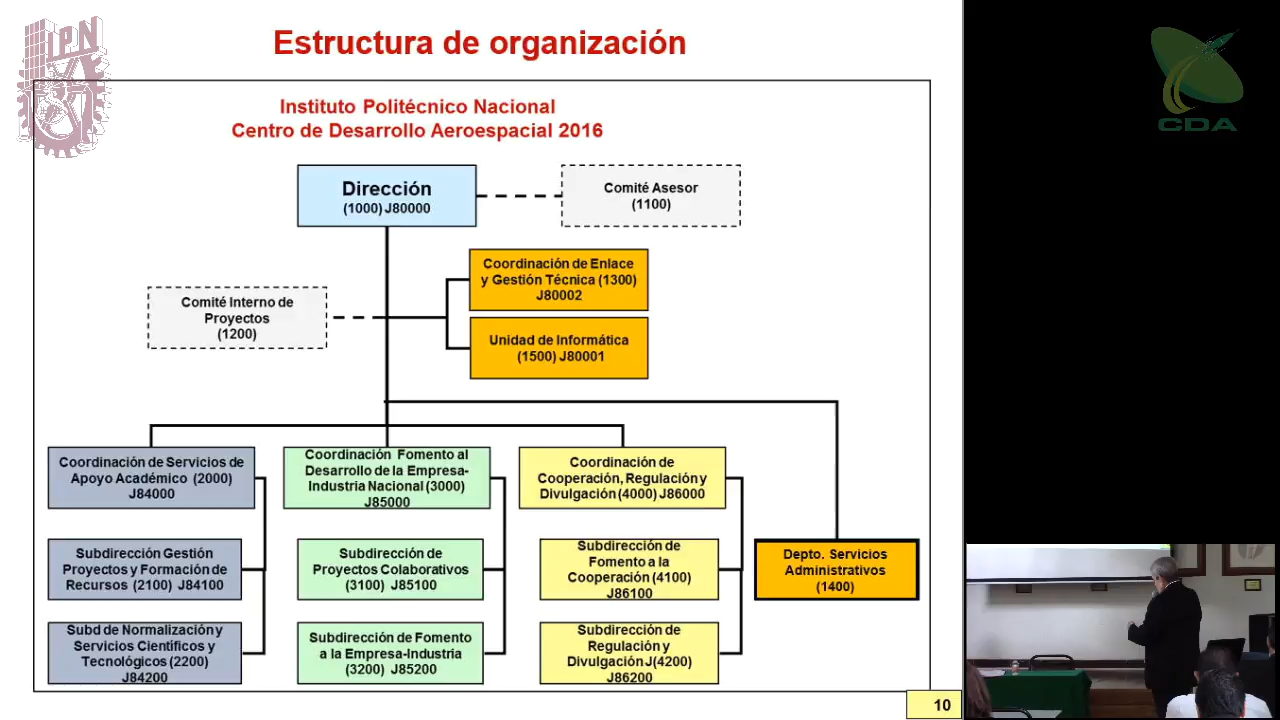 IPN
Estructura de organización
CDA
Instituto Politécnico Nacional
Centro de Desarrollo Aeroespacial 2016
Dirección
(1000) J80000
Comité Asesor
(1100)
Coordinación de Enlace
y Gestión Técnica (1300)
J80002
Comité Interno de
Proyectos
(1200)
Unidad de Informática
(1500) J80001
Coordinación de Servicios de
Apoyo Académico (2000)
J84000
Coordinación Fomento al
Desarrollo de la Empresa-
Industria Nacional (3000)
J85000
Coordinación de
Cooperación, Regulación y
Divulgación (4000) J86000
Subdirección Gestión
Proyectos y Formación de
Recursos (2100) J84100
Subdirección de
Proyectos Colaborativos
(3100) J85100
Subdirección de
Fomento a la
Cooperación (4100)
J86100
Depto. Servicios
Administrativos
(1400)
Subd de Normalización y
Servicios Científicos y
Tecnológicos (2200)
J84200
Subdirección de Fomento
a la Empresa-Industria
(3200) J85200
Subdirección de
Regulación y
Divulgación J(4200)
J86200
10